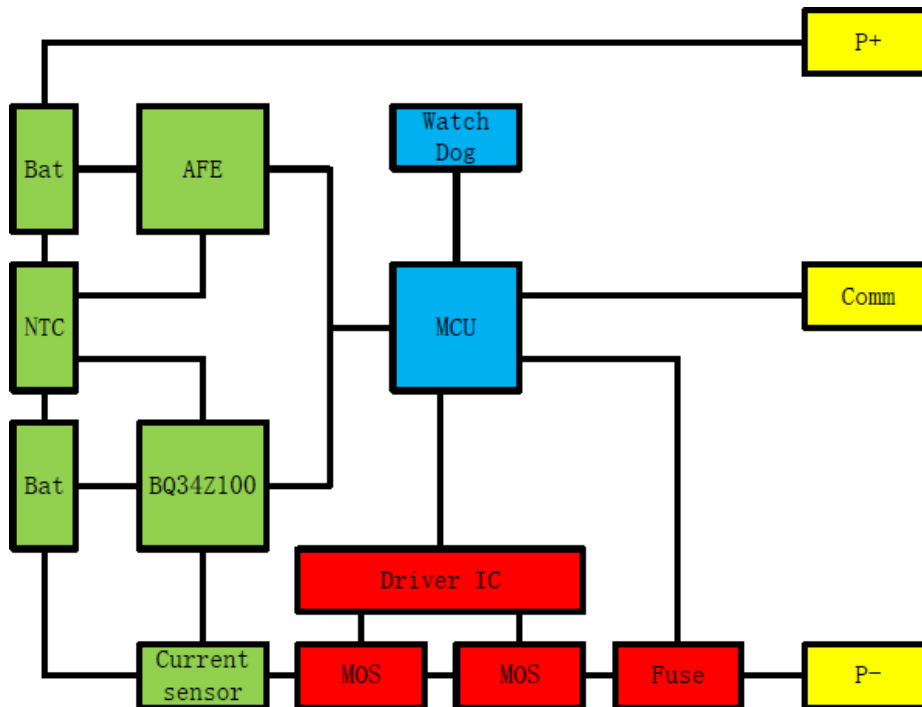 P+
Watch
Dog
Bat
AFE
NTC
MCU
Comm
Bat
BQ34Z100
Driver IC
Current
sensor
MOS
MOS
Fuse
P-